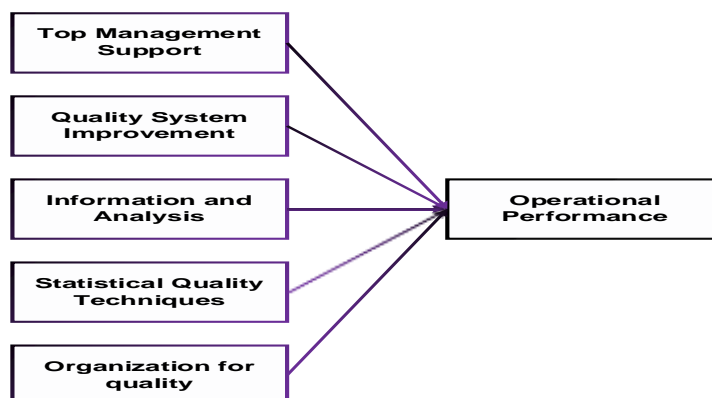 Top Management
Support
Quality System
Improvement
Information and
Analysis
Operational
Performance
Statistical Quality
Techniques
Organization for
quality